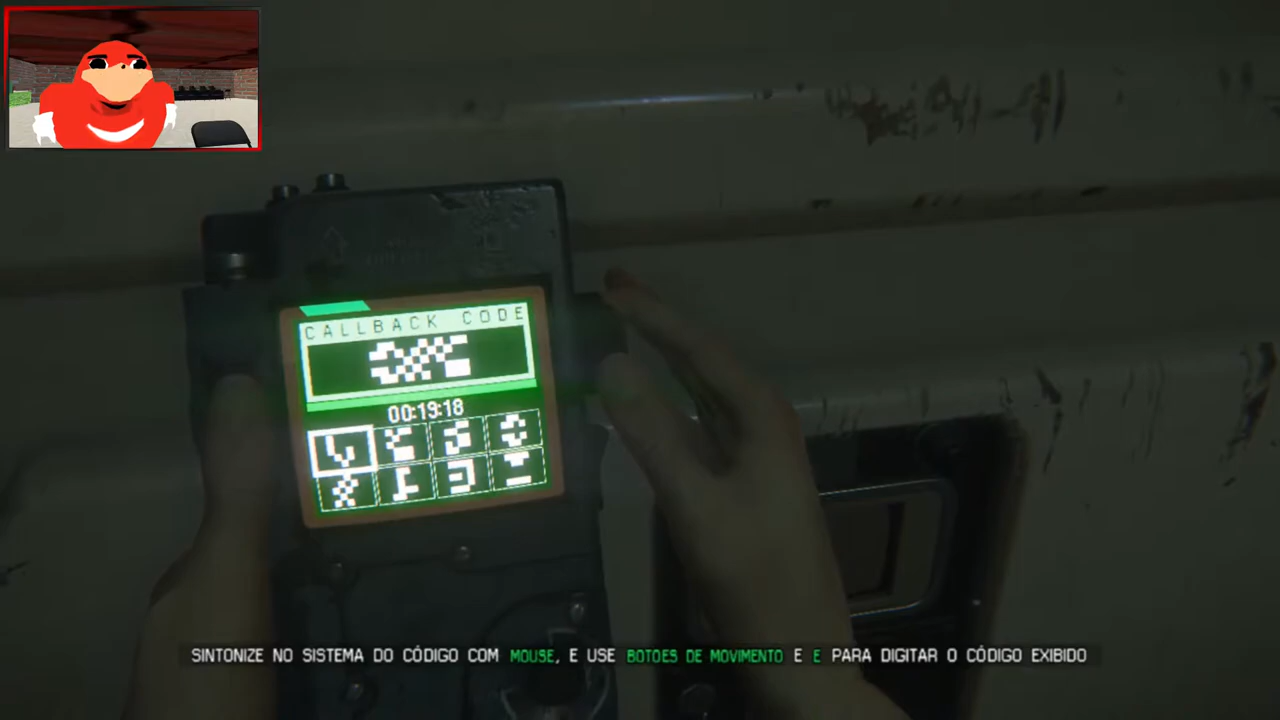 CALLBACK CODE
00:19:18
SINTONIZE NO SISTEMA DO CÓDIGO COM MOUSE, E USE BOTOES DE MOVIMENTO E E PARA DIGITAR O CÓDIGO EXIBIDO